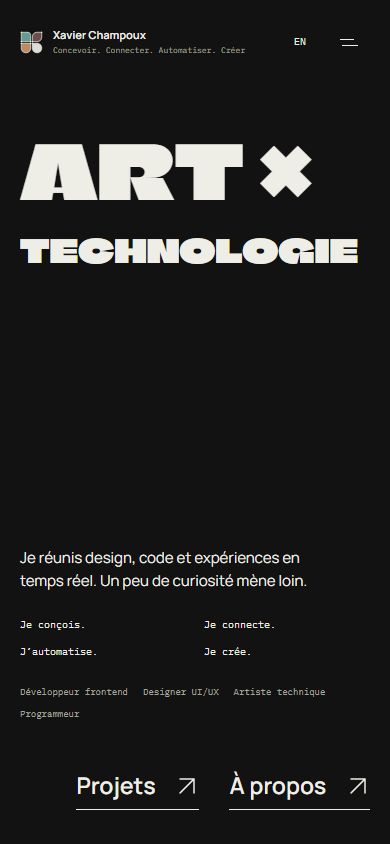 Xavier Champoux
Concevoir. Connecter. Automatiser. Créer
EN
ART ×
TECHNOLOGIE
Je réunis design, code et expériences en
temps réel. Un peu de curiosité mène loin.
Je conçois. Je connecte.
J'automatise. Je crée.
Développeur frontend Designer UI/UX Artiste technique
Programmeur
Projets À propos